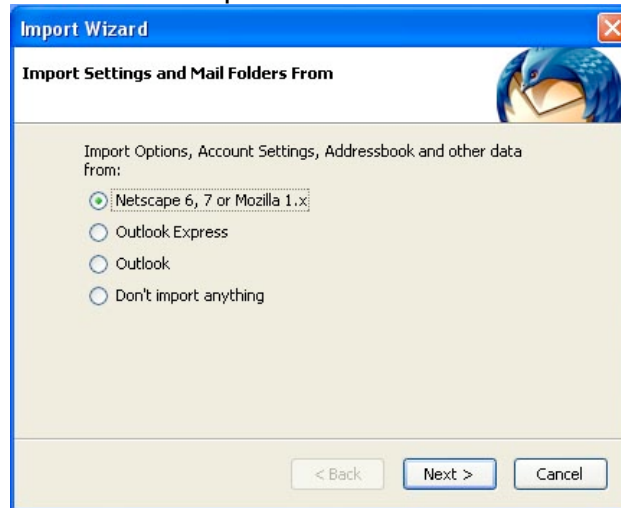 Import Wizard
Import Settings and Mail Folders From
Import Options, Account Settings, Addressbook and other data
from:
Netscape 6, 7 or Mozilla 1.x
Outlook Express
Outlook
Don't import anything
< Back Next > Cancel